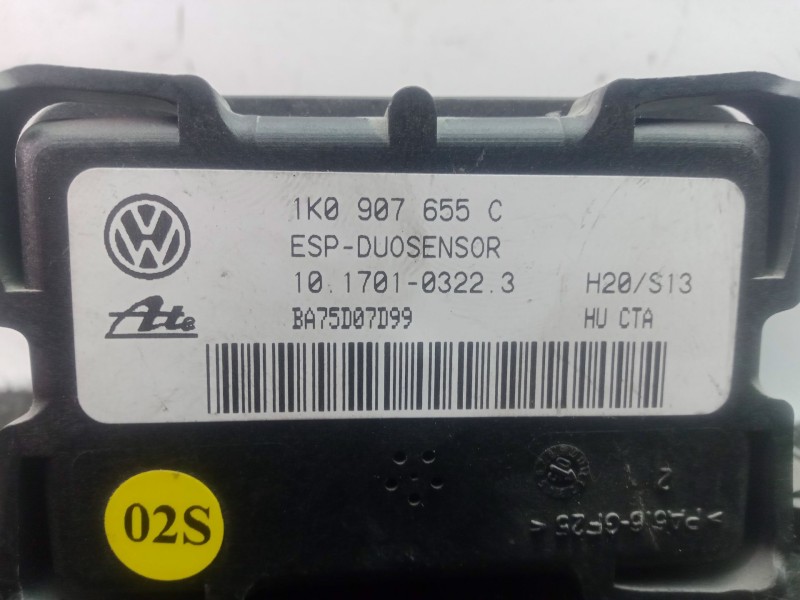 1K0 907 655 C
ESP-DUOSENSOR
10.1701-0322.3 H20/S13
Ate BA75D07D99 HU CTA
02S
2
>PA6.6-GF25<